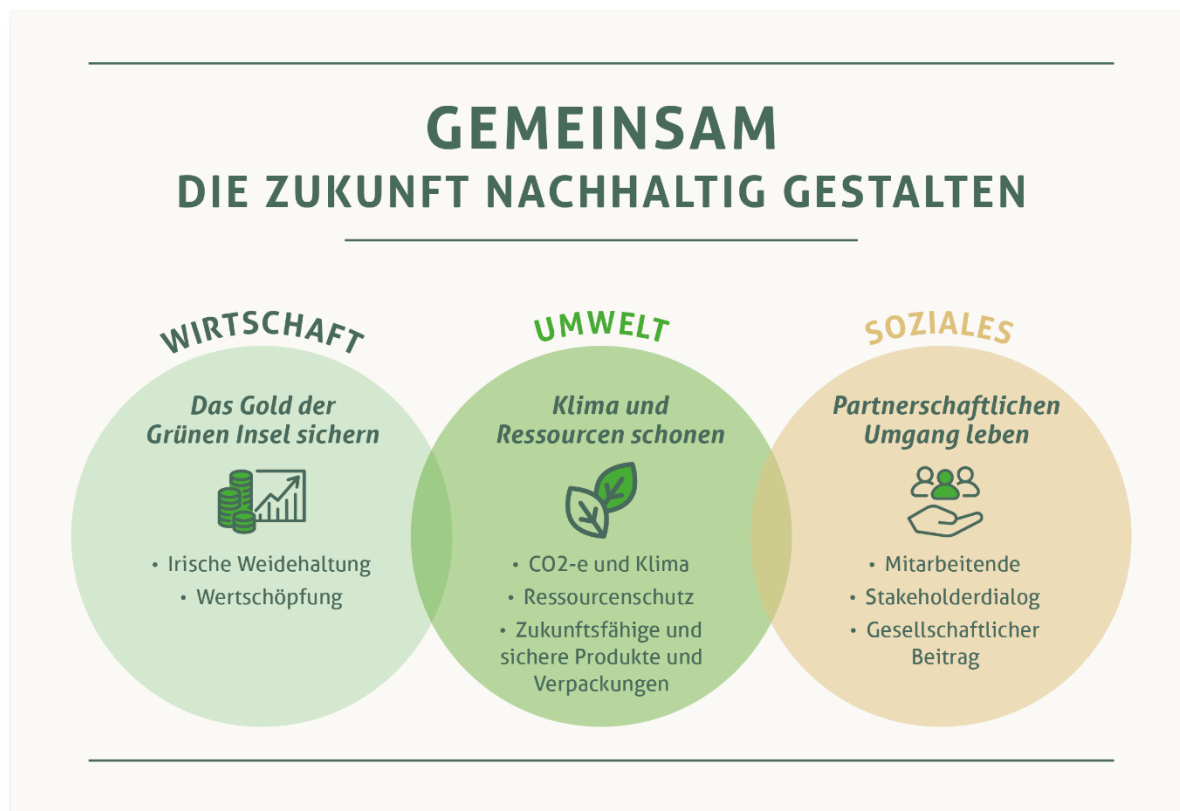 GEMEINSAM
DIE ZUKUNFT NACHHALTIG GESTALTEN
WIRTSCHAFT
Das Gold der
Grünen Insel sichern
• Irische Weidehaltung
• Wertschöpfung
UMWELT
Klima und
Ressourcen schonen
• CO2-e und Klima
• Ressourcenschutz
• Zukunftsfähige und
sichere Produkte und
Verpackungen
SOZIALES
Partnerschaftlichen
Umgang leben
• Mitarbeitende
• Stakeholderdialog
• Gesellschaftlicher
Beitrag